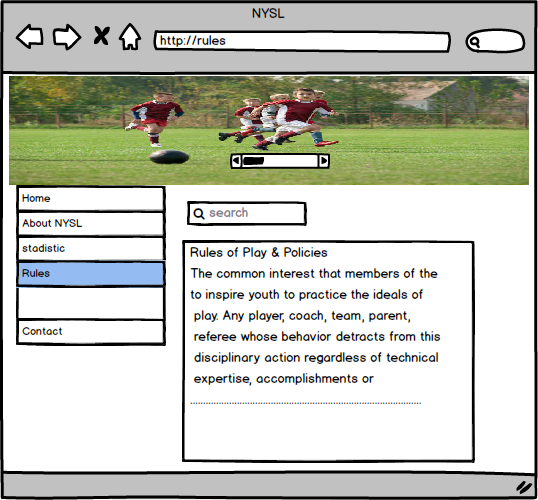 NYSL
http://rules
Home
About NYSL
stadistic
Rules
Contact
search
Rules of Play & Policies
The common interest that members of the
to inspire youth to practice the ideals of
play. Any player, coach, team, parent,
referee whose behavior detracts from this
disciplinary action regardless of technical
expertise, accomplishments or
........................................................................................